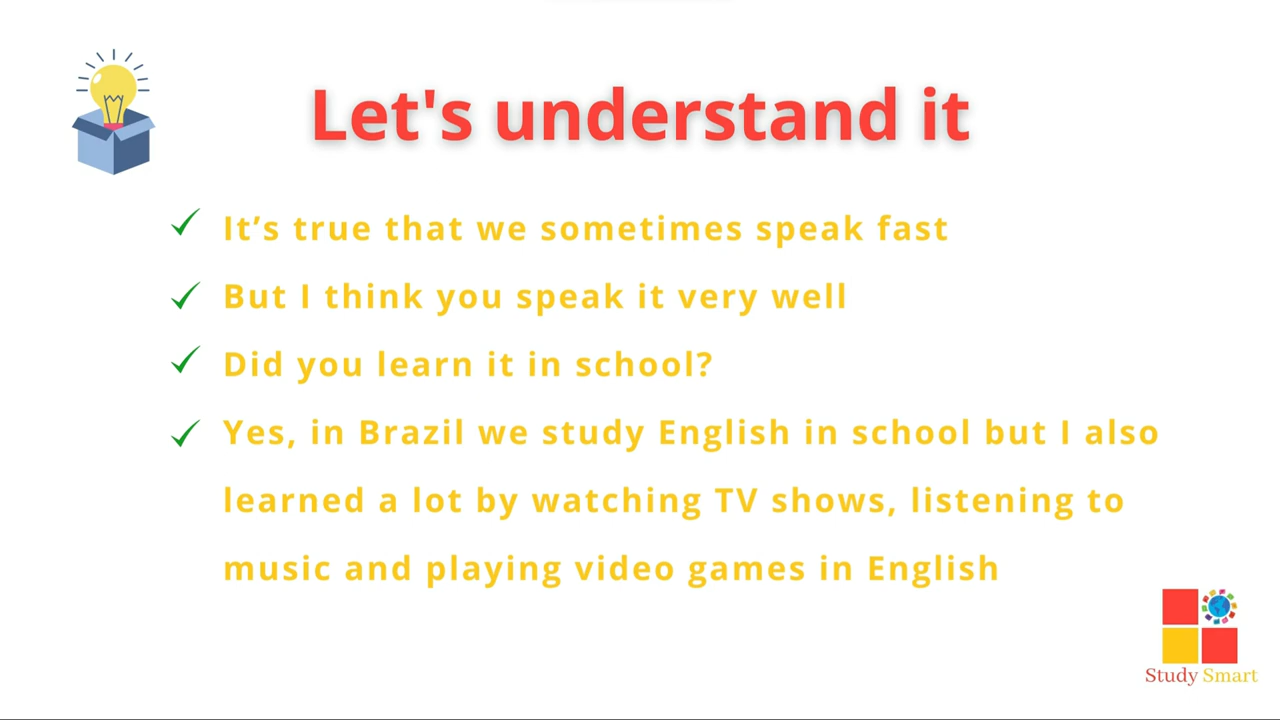 Let's understand it
It’s true that we sometimes speak fast
But I think you speak it very well
Did you learn it in school?
Yes, in Brazil we study English in school but I also
learned a lot by watching TV shows, listening to
music and playing video games in English
Study Smart